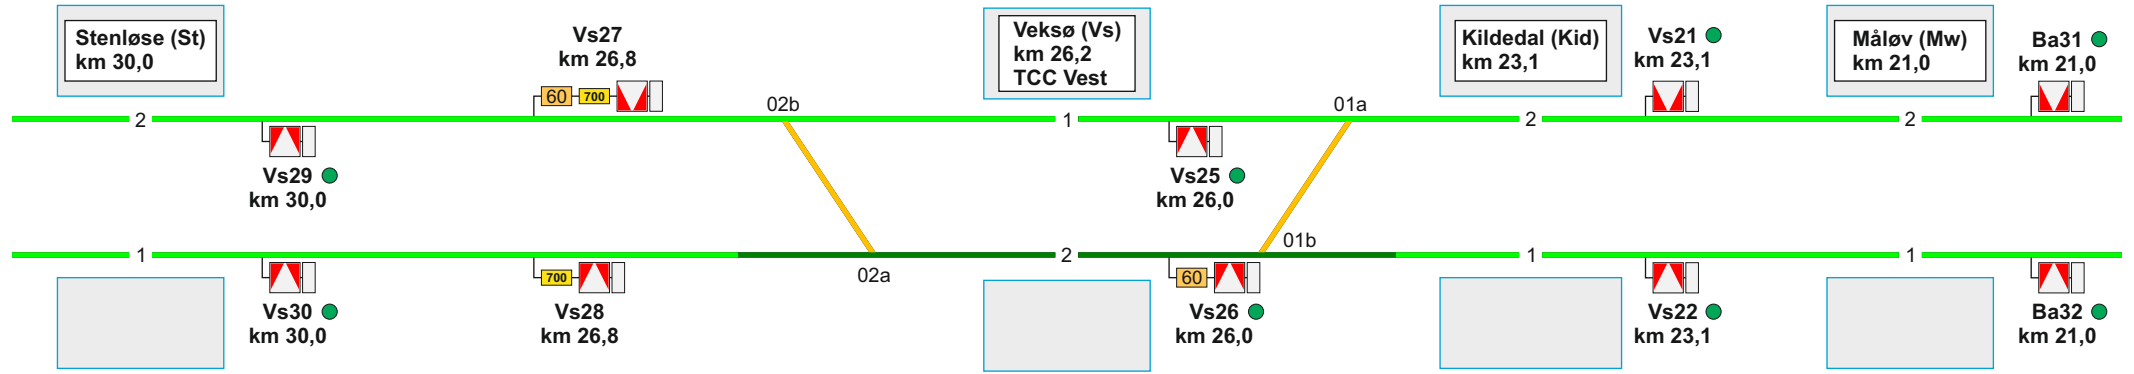 Stenløse (St)
km 30,0
Vs27
km 26,8
60
700
Veksø (Vs)
km 26,2
TCC Vest
Kildedal (Kid)
km 23,1
Vs21
km 23,1
Måløv (Mw)
km 21,0
Ba31
km 21,0
02b
01a
2
1
2
2
Vs29
km 30,0
Vs25
km 26,0
01b
1
2
1
1
02a
700
60
Vs30
km 30,0
Vs28
km 26,8
Vs26
km 26,0
Vs22
km 23,1
Ba32
km 21,0